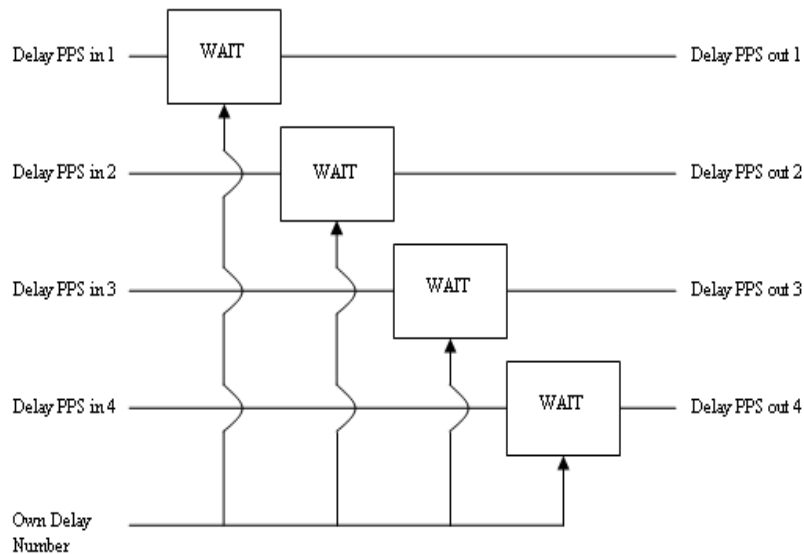 Delay PPS in 1
WAIT
Delay PPS out 1
Delay PPS in 2
WAIT
Delay PPS out 2
Delay PPS in 3
WAIT
Delay PPS out 3
Delay PPS in 4
WAIT
Delay PPS out 4
Own Delay
Number